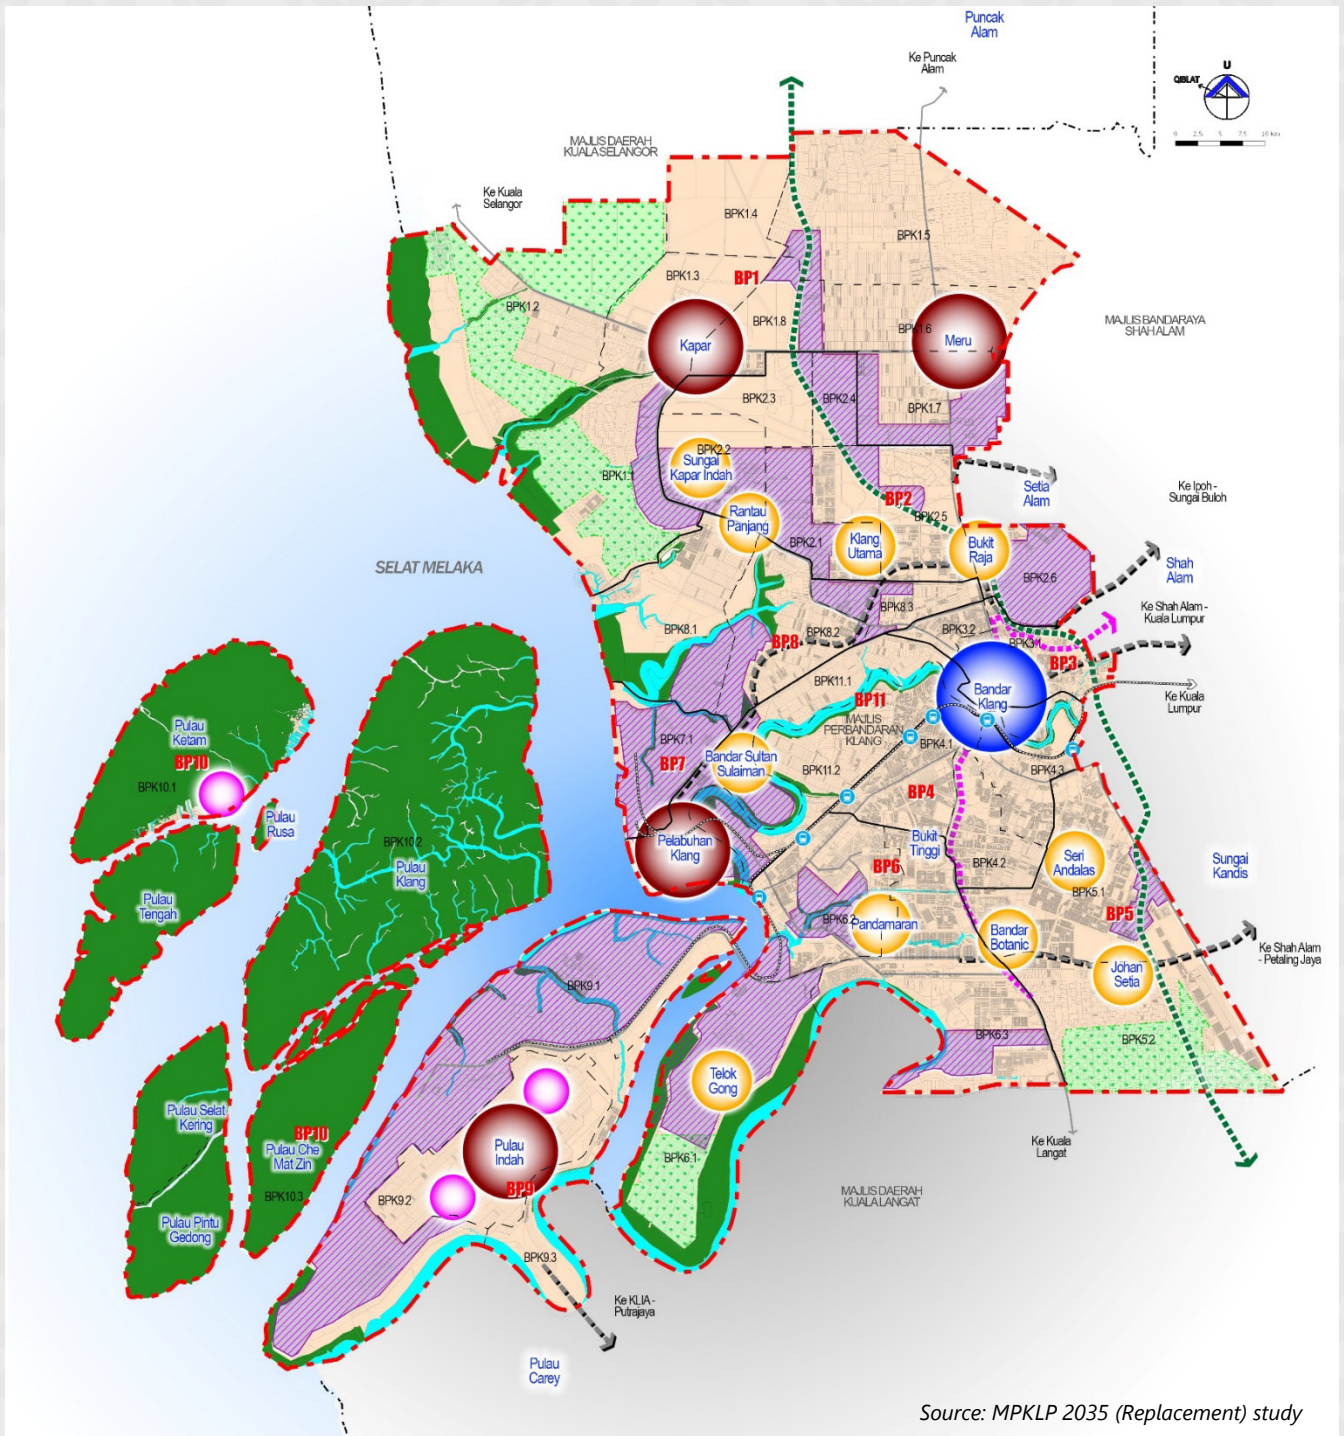 Puncak
Alam
Ke Puncak
Alam
U
QIBLAT
0 2.5 5 7.5 10 km
MAJLIS DAERAH
KUALA SELANGOR
Ke Kuala
Selangor
BPK1.4
BPK1.5
BPK1.3
BP1
BPK1.2
BPK1.8
BPK1.6
MAJLIS BANDARAYA
SHAH ALAM
Kapar
Meru
BPK2.3
BPK2.4
BPK1.7
BPK2.2
Sungai
Kapar Indah
BPK1.1
Setia
Alam
Ke Ipoh -
Sungai Buloh
BP2
BPK2.5
Rantau
Panjang
BPK2.1
Klang
Utama
Bukit
Raja
BPK2.6
SELAT MELAKA
Shah
Alam
Ke Shah Alam -
Kuala Lumpur
BPK8.3
BPK8.1
BPK8.2
BPK3.2
BP8
BPK3.1
BP3
BPK11.1
BP11
Bandar
Klang
Ke Kuala
Lumpur
MAJLIS
PERBANDARAN
KLANG
Pulau
Ketam
BP10
BPK10.1
BPK7.1
BP7
Bandar Sultan
Sulaiman
BPK11.2
BPK4.1
BPK4.3
BP4
Pulau
Rusa
BPK10.2
Pulau
Klang
Pelabuhan
Klang
Bukit
Tinggi
BPK4.2
Seri
Andalas
BP6
BPK5.1
Sungai
Kandis
Pulau
Tengah
BPK6.2
Pandamaran
BP5
Bandar
Botanic
Ke Shah Alam
- Petaling Jaya
Johan
Setia
BPK9.1
BPK6.3
BPK5.2
Telok
Gong
Pulau Selat
Kering
BP10
Pulau Che
Mat Zin
Pulau
Indah
BPK6.1
Ke Kuala
Langat
BPK10.3
BPK9.2
BP9
MAJLIS DAERAH
KUALA LANGAT
Pulau Pintu
Gedong
BPK9.3
Ke KLIA -
Putrajaya
Pulau
Carey
Source: MPKLP 2035 (Replacement) study